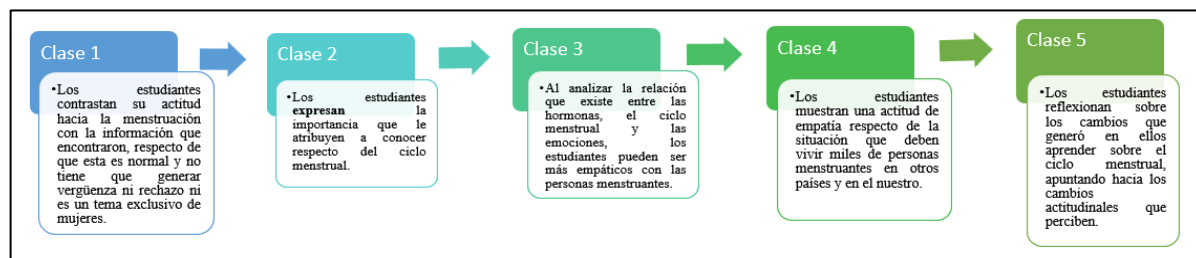 Clase 1
•Los estudiantes
contrastan su actitud
hacia la menstruación
con la información que
encontraron, respecto de
que esta es normal y no
tiene que generar
vergüenza ni rechazo ni
es un tema exclusivo de
mujeres.
Clase 2
•Los estudiantes
expresan la
importancia que le
atribuyen a conocer
respecto del ciclo
menstrual.
Clase 3
•Al analizar la relación
que existe entre las
hormonas, el ciclo
menstrual y las
emociones, los
estudiantes pueden ser
más empáticos con las
personas menstruantes.
Clase 4
•Los estudiantes
muestran una actitud de
empatía respecto de la
situación que deben
vivir miles de personas
menstruantes en otros
países y en el nuestro.
Clase 5
•Los estudiantes
reflexionan sobre
los cambios que
generó en ellos
aprender sobre el
ciclo menstrual,
apuntando hacia los
cambios
actitudinales que
perciben.